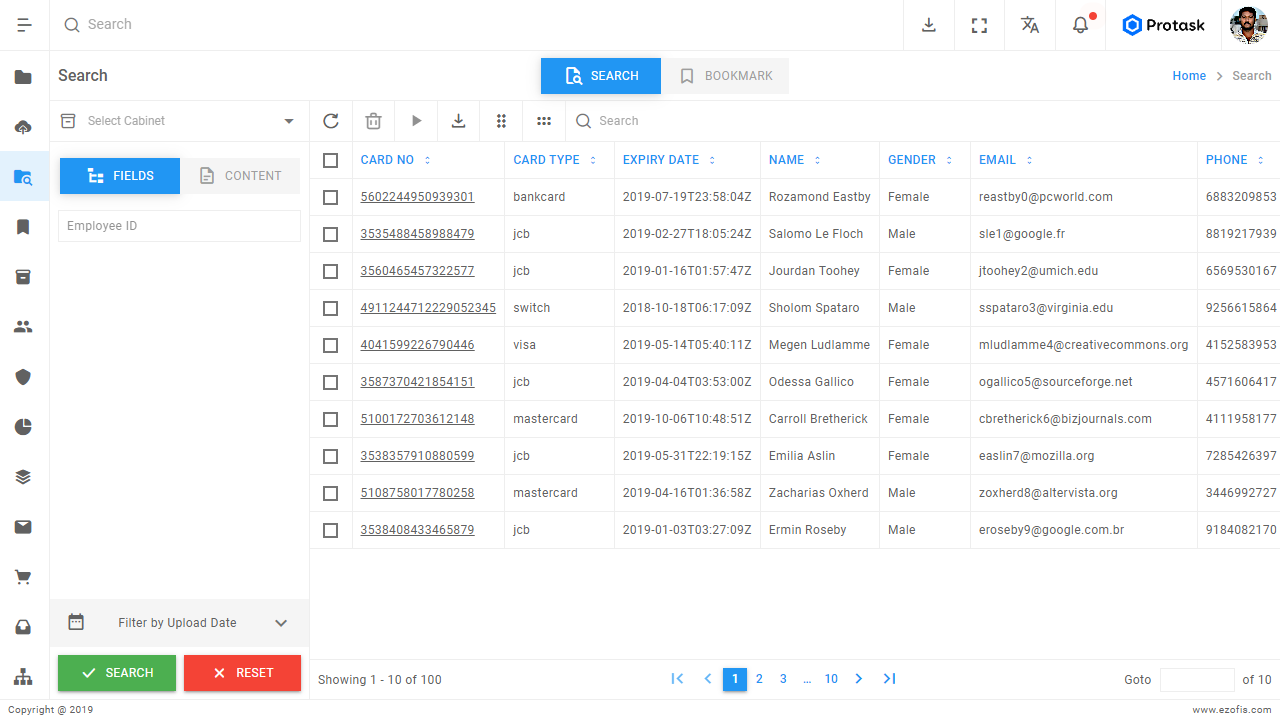 Search
Protask
Search
SEARCH
BOOKMARK
Home
Search
Select Cabinet
Search
FIELDS
CONTENT
Employee ID
CARD NO CARD TYPE EXPIRY DATE NAME GENDER EMAIL PHONE
5602244950939301 bankcard 2019-07-19T23:58:04Z Rozamond Eastby Female reastby0@pcworld.com 6883209853
3535488458988479 jcb 2019-02-27T18:05:24Z Salomo Le Floch Male sle1@google.fr 8819217939
3560465457322577 jcb 2019-01-16T01:57:47Z Jourdan Toohey Female jtoohey2@umich.edu 6569530167
4911244712229052345 switch 2018-10-18T06:17:09Z Sholom Spataro Male sspataro3@virginia.edu 9256615864
4041599226790446 visa 2019-05-14T05:40:11Z Megen Ludlamme Female mludlamme4@creativecommons.org 4152583953
3587370421854151 jcb 2019-04-04T03:53:00Z Odessa Gallico Female ogallico5@sourceforge.net 4571606417
5100172703612148 mastercard 2019-10-06T10:48:51Z Carroll Bretherick Female cbretherick6@bizjournals.com 4111958177
3538357910880599 jcb 2019-05-31T22:19:15Z Emilia Aslin Female easlin7@mozilla.org 7285426397
5108758017780258 mastercard 2019-04-16T01:36:58Z Zacharias Oxherd Male zoxherd8@altervista.org 3446992727
3538408433465879 jcb 2019-01-03T03:27:09Z Ermin Roseby Male eroseby9@google.com.br 9184082170
Filter by Upload Date
SEARCH
RESET
Showing 1 - 10 of 100
1 2 3 ... 10
Goto of 10
Copyright @ 2019
www.ezofis.com